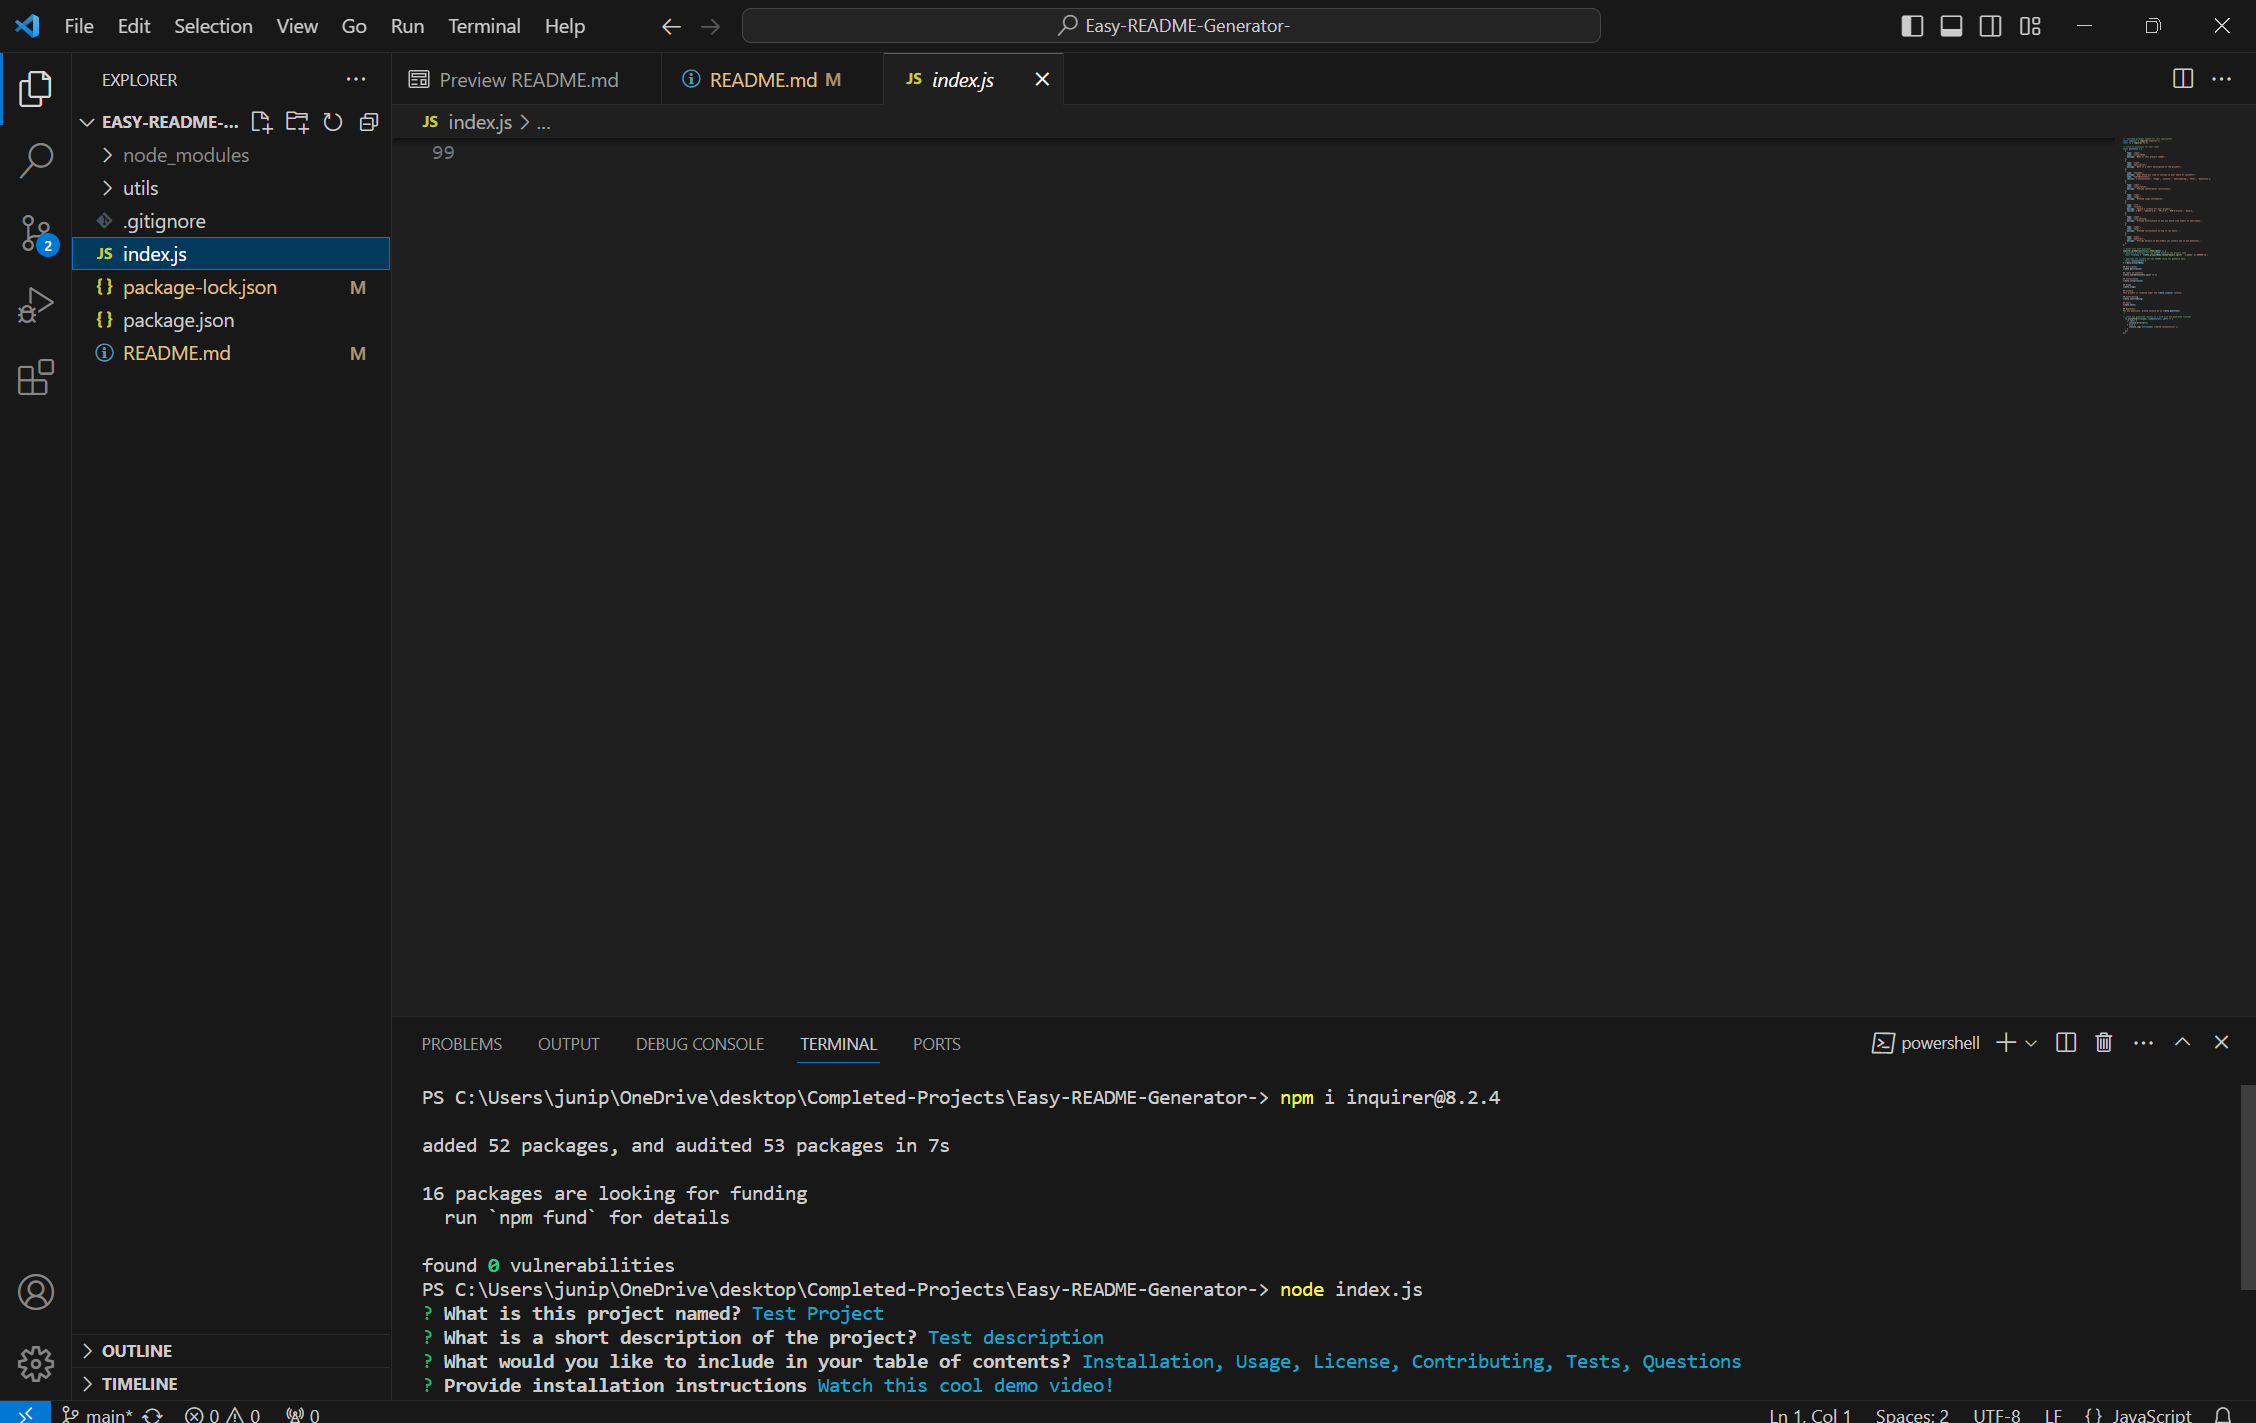 File Edit Selection View Go Run Terminal Help
Easy-README-Generator-
EXPLORER
Preview README.md
README.md M
JS index.js
EASY-README-...
JS index.js > ...
node_modules
99
utils
.gitignore
JS index.js
{} package-lock.json M
{} package.json
README.md M
2
PROBLEMS OUTPUT DEBUG CONSOLE TERMINAL PORTS
powershell
PS C:\Users\junip\OneDrive\desktop\Completed-Projects\Easy-README-Generator-> npm i inquirer@8.2.4
added 52 packages, and audited 53 packages in 7s
16 packages are looking for funding
run `npm fund` for details
found 0 vulnerabilities
PS C:\Users\junip\OneDrive\desktop\Completed-Projects\Easy-README-Generator-> node index.js
? What is this project named? Test Project
? What is a short description of the project? Test description
? What would you like to include in your table of contents? Installation, Usage, License, Contributing, Tests, Questions
? Provide installation instructions Watch this cool demo video!
OUTLINE
TIMELINE
main* 0 0 0
Ln 1, Col 1 Spaces: 2 UTF-8 LF {} JavaScript